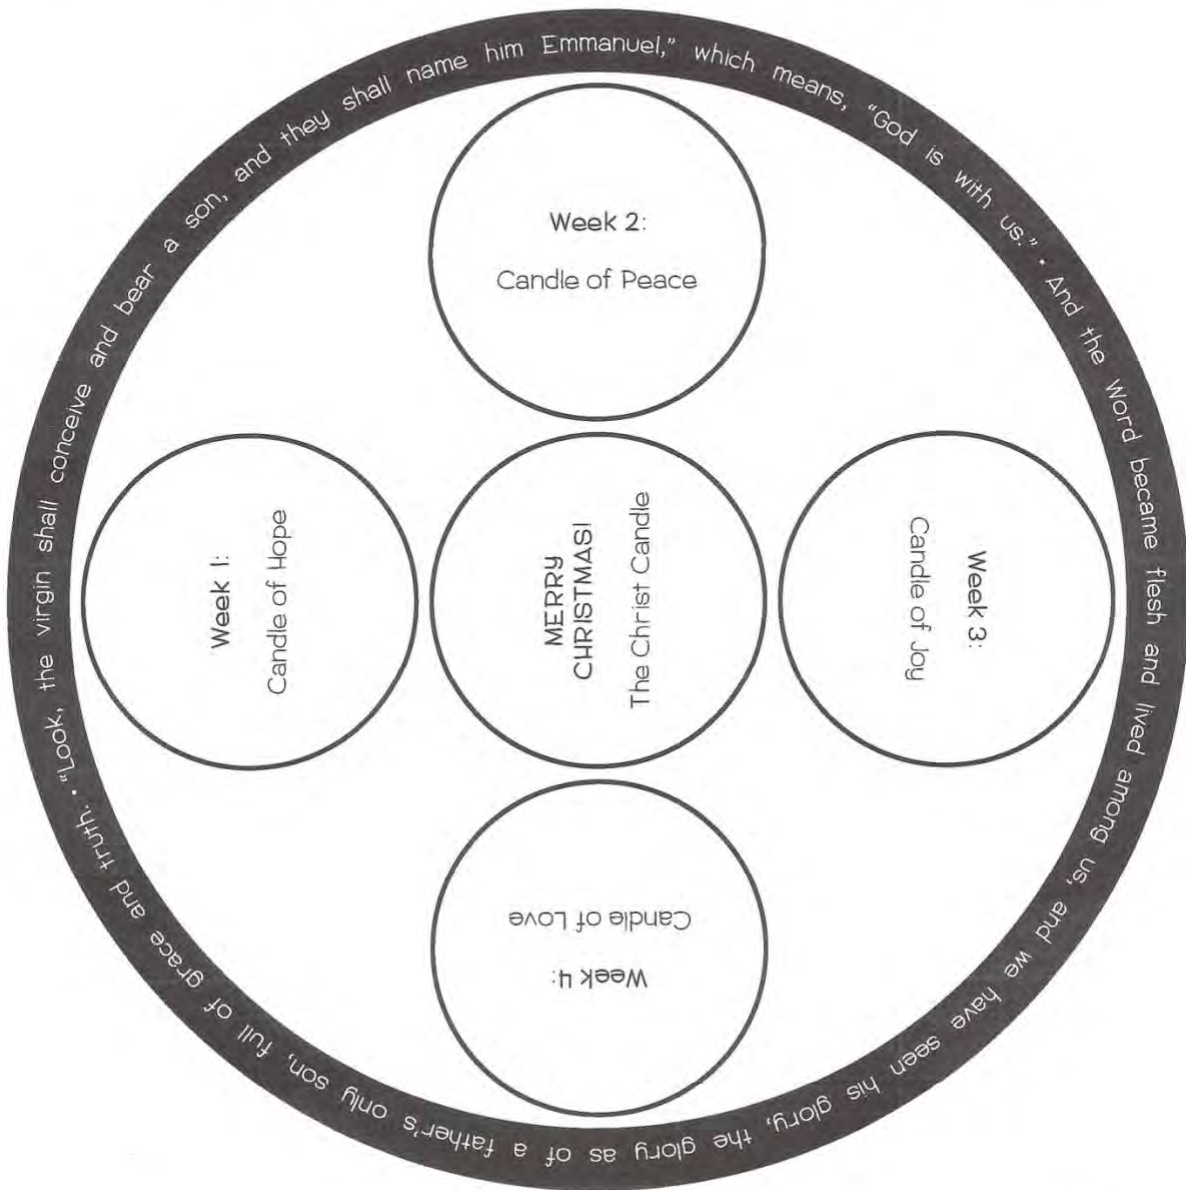 "Look, the virgin shall conceive and bear a son, and they shall name him Emmanuel," which means, "God is with us." • And the Word became flesh and lived among us, and we have seen his glory, the glory as of a father's only son, full of grace and truth. •
Week 1:
Candle of Hope
Week 2:
Candle of Peace
Week 3:
Candle of Joy
Week 4:
Candle of Love
MERRY
CHRISTMAS!
The Christ Candle